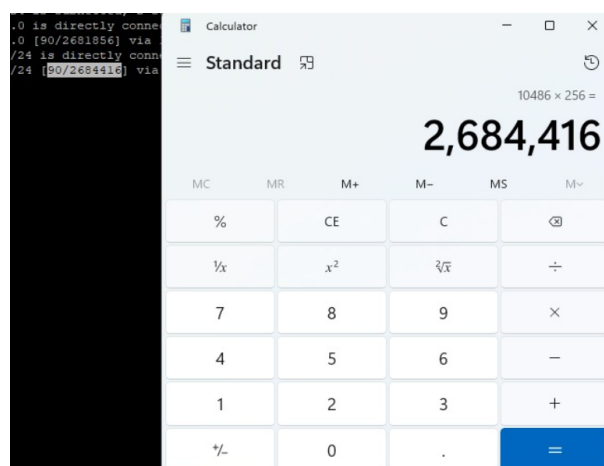 .0 is directly conne
.0 [90/2681856] via
/24 is directly conn
/24 [90/2684416] via
Calculator
Standard
10486 × 256 =
2,684,416
MC MR M+ M− MS M
% CE C
⅟x x² ²√x ÷
7 8 9 ×
4 5 6 −
1 2 3 +
+/− 0 . =